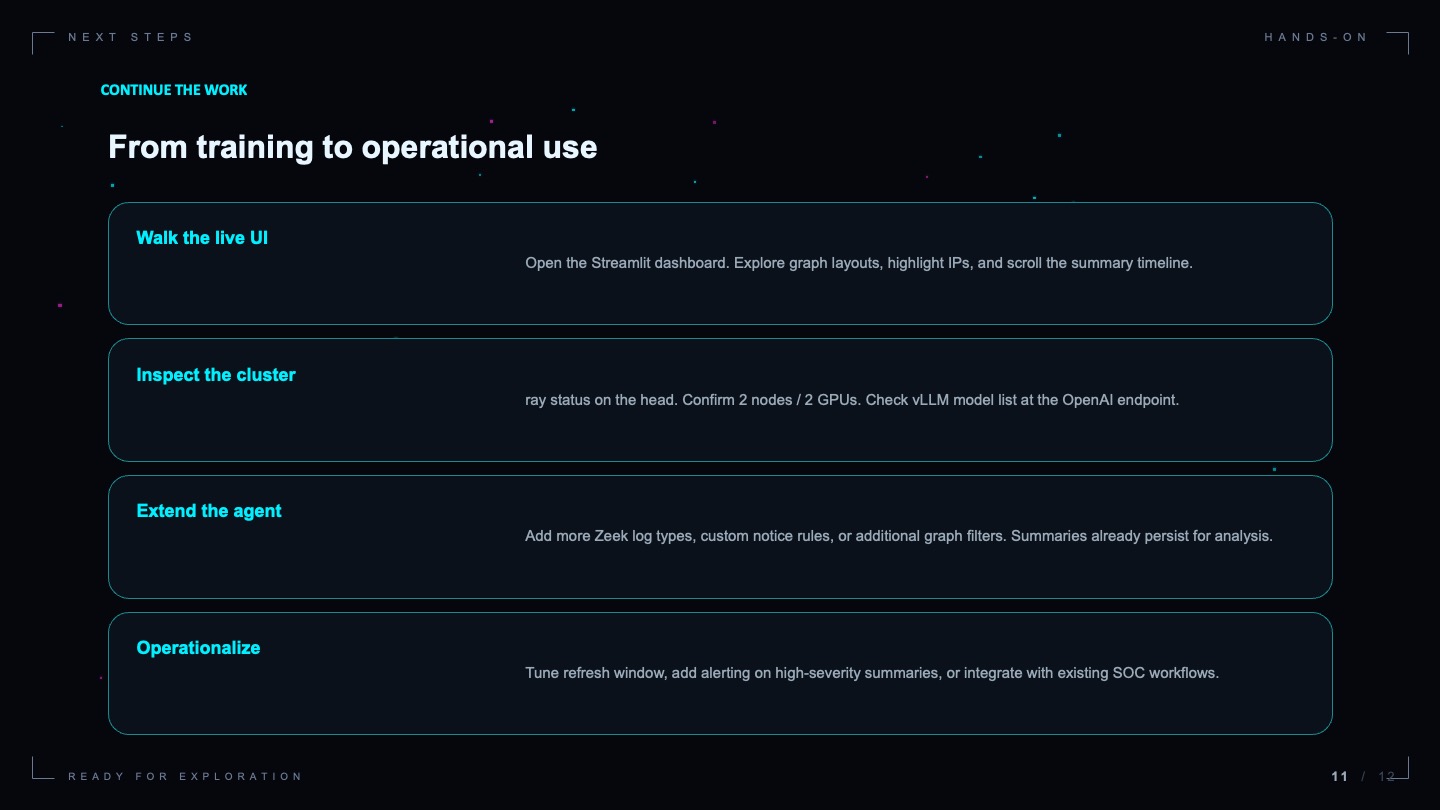 NEXT STEPS
HANDS-ON
CONTINUE THE WORK
From training to operational use
Walk the live UI
Open the Streamlit dashboard. Explore graph layouts, highlight IPs, and scroll the summary timeline.
Inspect the cluster
ray status on the head. Confirm 2 nodes / 2 GPUs. Check vLLM model list at the OpenAI endpoint.
Extend the agent
Add more Zeek log types, custom notice rules, or additional graph filters. Summaries already persist for analysis.
Operationalize
Tune refresh window, add alerting on high-severity summaries, or integrate with existing SOC workflows.
READY FOR EXPLORATION
11 / 12